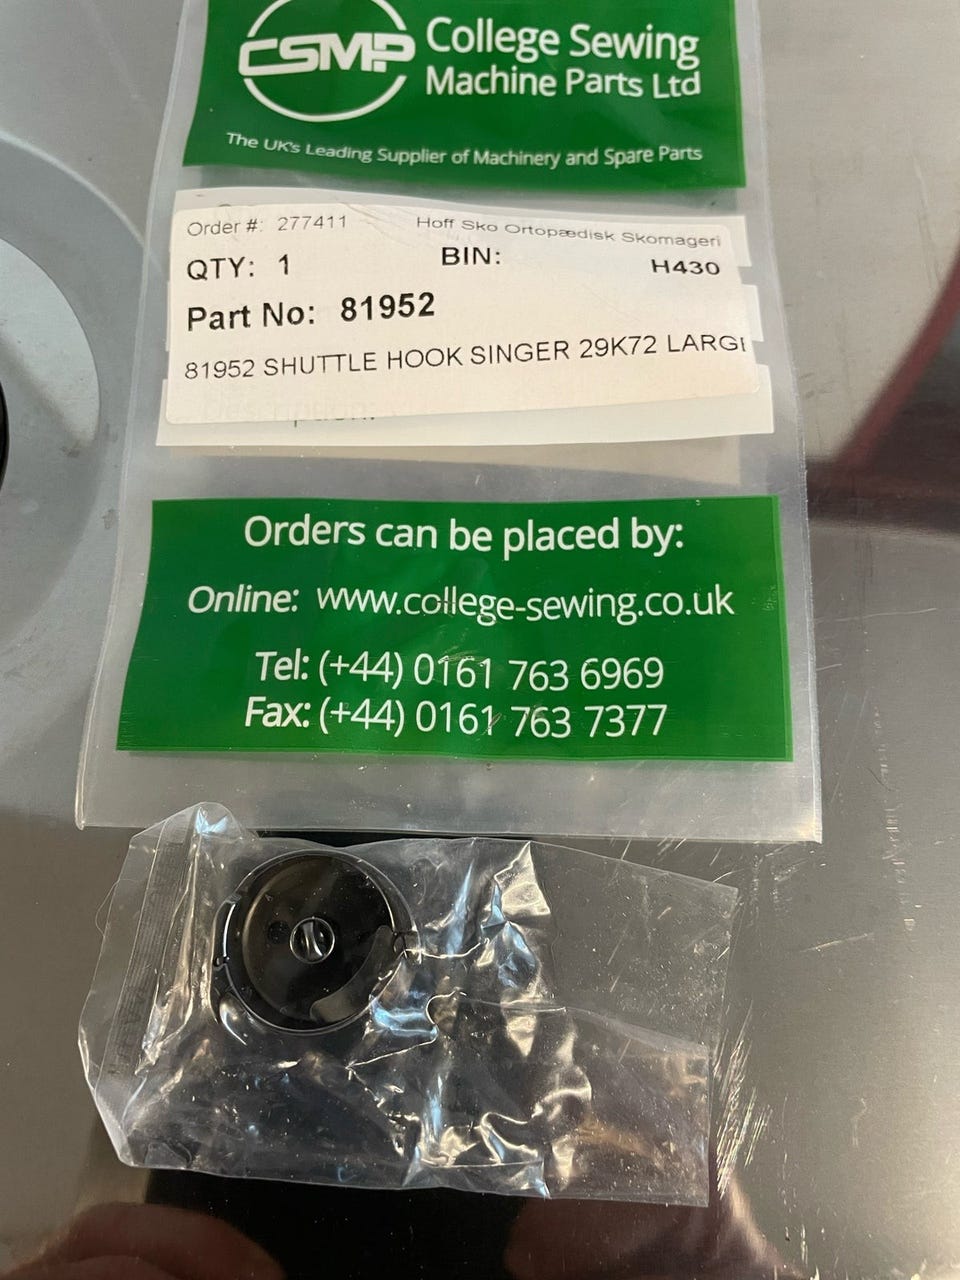 CSMP College Sewing
Machine Parts Ltd
The UK's Leading Supplier of Machinery and Spare Parts
Order #: 277411 Hoff Sko Ortopædisk Skomageri
QTY: 1 BIN: H430
Part No: 81952
81952 SHUTTLE HOOK SINGER 29K72 LARGE
Description:
Orders can be placed by:
Online: www.college-sewing.co.uk
Tel: (+44) 0161 763 6969
Fax: (+44) 0161 763 7377